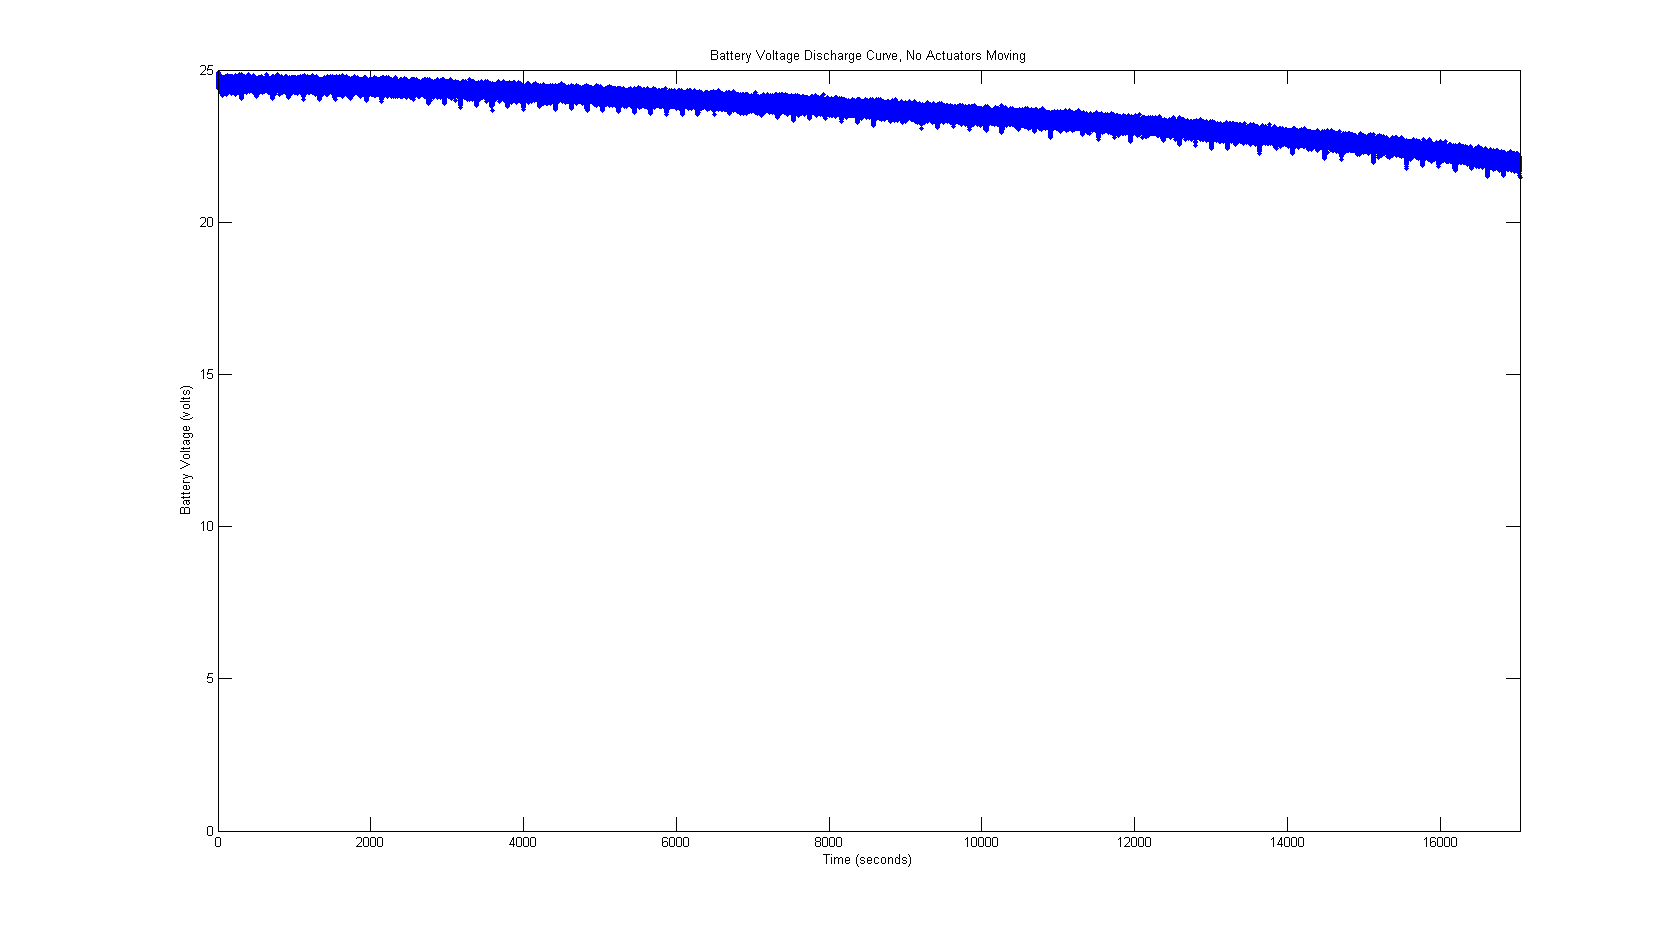 Battery Voltage Discharge Curve, No Actuators Moving
25
20
15
10
5
0
Battery Voltage (volts)
0 2000 4000 6000 8000 10000 12000 14000 16000
Time (seconds)